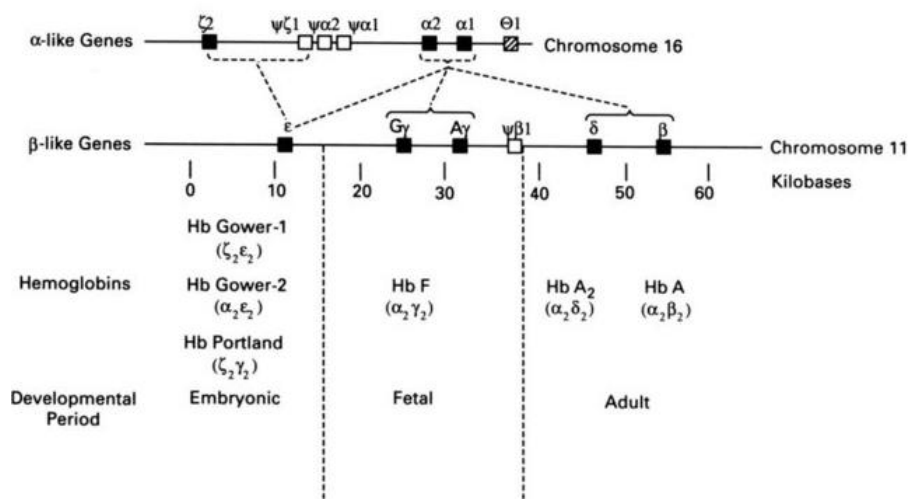 ζ2 ψζ1 ψα2 ψα1 α2 α1 Θ1
α-like Genes Chromosome 16
ε Gγ Aγ ψβ1 δ β
β-like Genes Chromosome 11
0 10 20 30 40 50 60 Kilobases
Hb Gower-1
(ζ₂ε₂)
Hemoglobins Hb Gower-2 Hb F Hb A₂ Hb A
(α₂ε₂) (α₂γ₂) (α₂δ₂) (α₂β₂)
Hb Portland
(ζ₂γ₂)
Developmental Embryonic Fetal Adult
Period